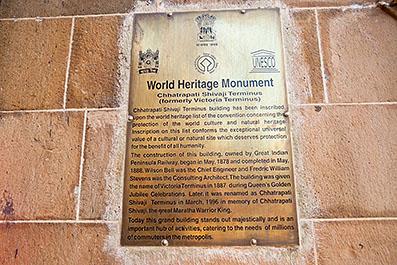 UNESCO
World Heritage Monument
Chhatrapati Shivaji Terminus
(formerly Victoria Terminus)
Chhatrapati Shivaji Terminus building has been inscribed
upon the world heritage list of the convention concerning the
protection of the world culture and natural heritage.
Inscription on this list conforms the exceptional universal
value of a cultural or natural site which deserves protection
for the benefit of all humanity.
The construction of this building, owned by Great Indian
Peninsula Railway, began in May, 1878 and completed in May,
1888. Wilson Bell was the Chief Engineer and Fredric William
Stevens was the Consulting Architect. The building was given
the name of Victoria Terminus in 1887 during Queen's Golden
Jubilee Celebrations. Later, it was renamed as Chhatrapati
Shivaji Terminus in March, 1996 in memory of Chhatrapati
Shivaji, the great Maratha Warrior King.
Today this grand building stands out majestically and is an
important hub of activities, catering to the needs of millions
of commuters in the metropolis.